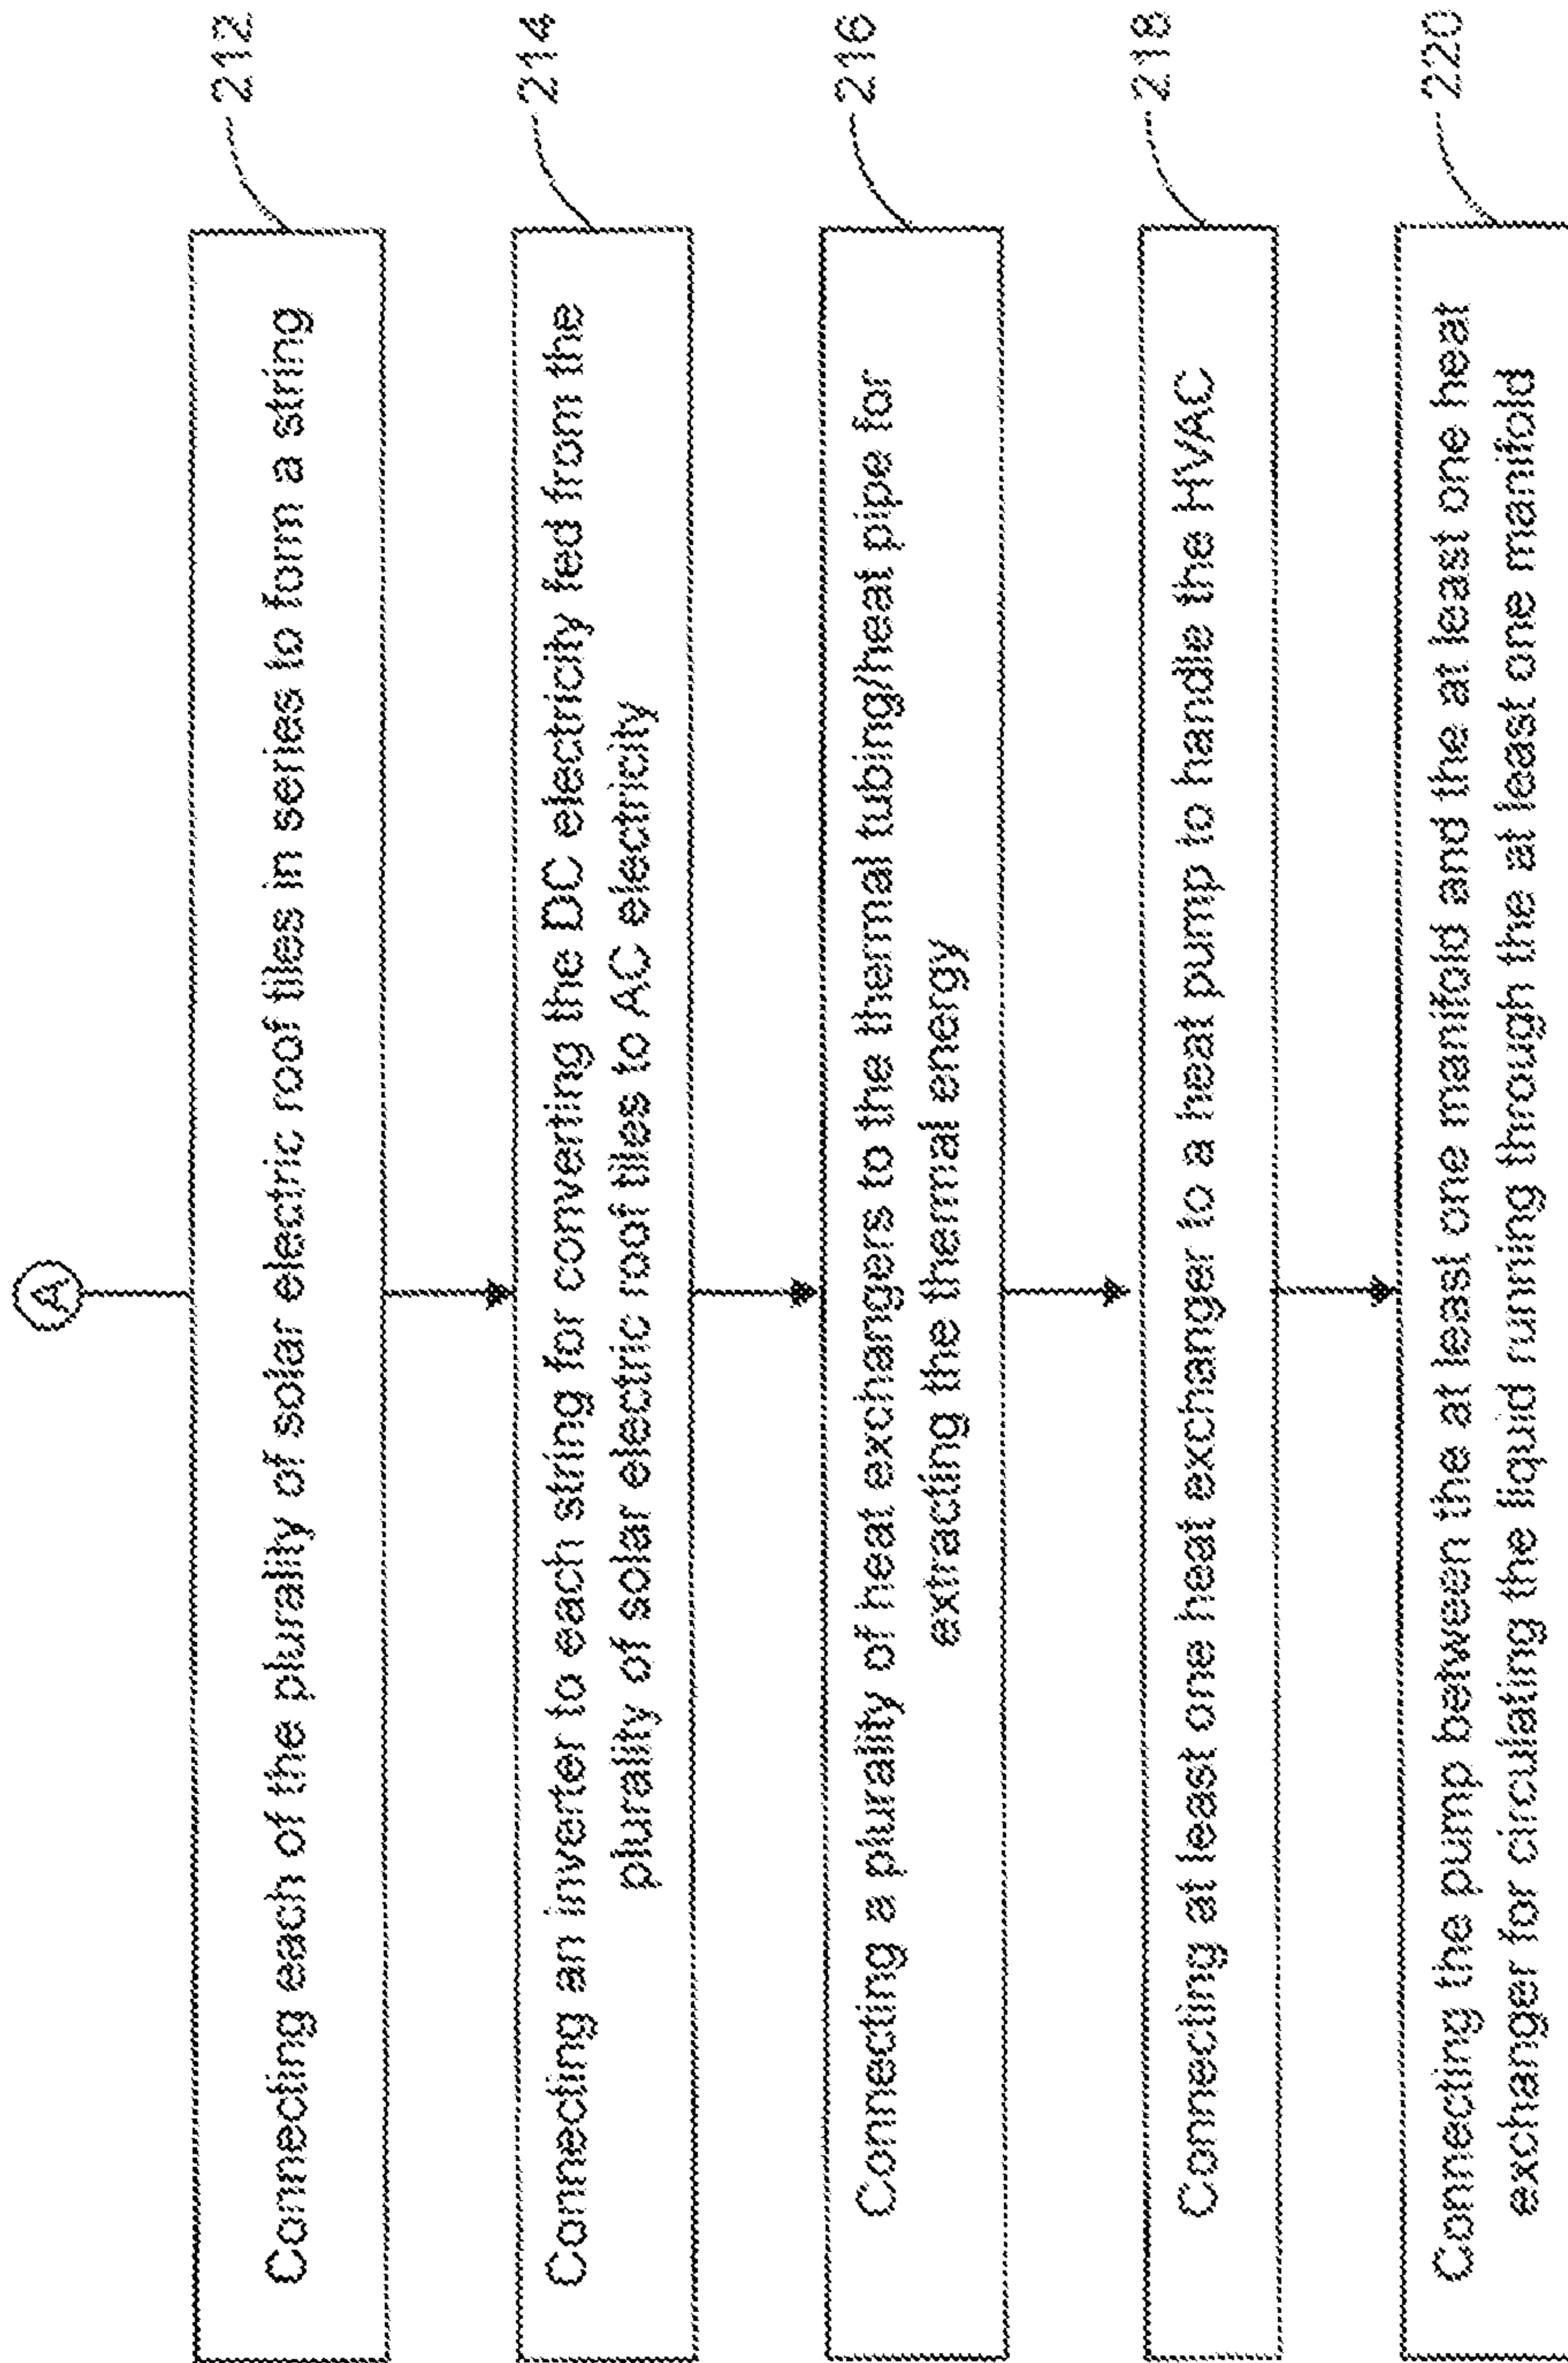 A
Connecting each of the plurality of solar electric roof tiles in series to form a string
212
Connecting an inverter to each string for converting the DC electricity fed from the
plurality of solar electric roof tiles to AC electricity
214
Connecting a plurality of heat exchangers to the thermal tubing/heat pipe for
extracting the thermal energy
216
Connecting at least one heat exchanger to a heat pump to handle the HVAC
218
Connecting the pump between the at least one manifold and the at least one heat
exchanger for circulating the liquid running through the at least one manifold
220